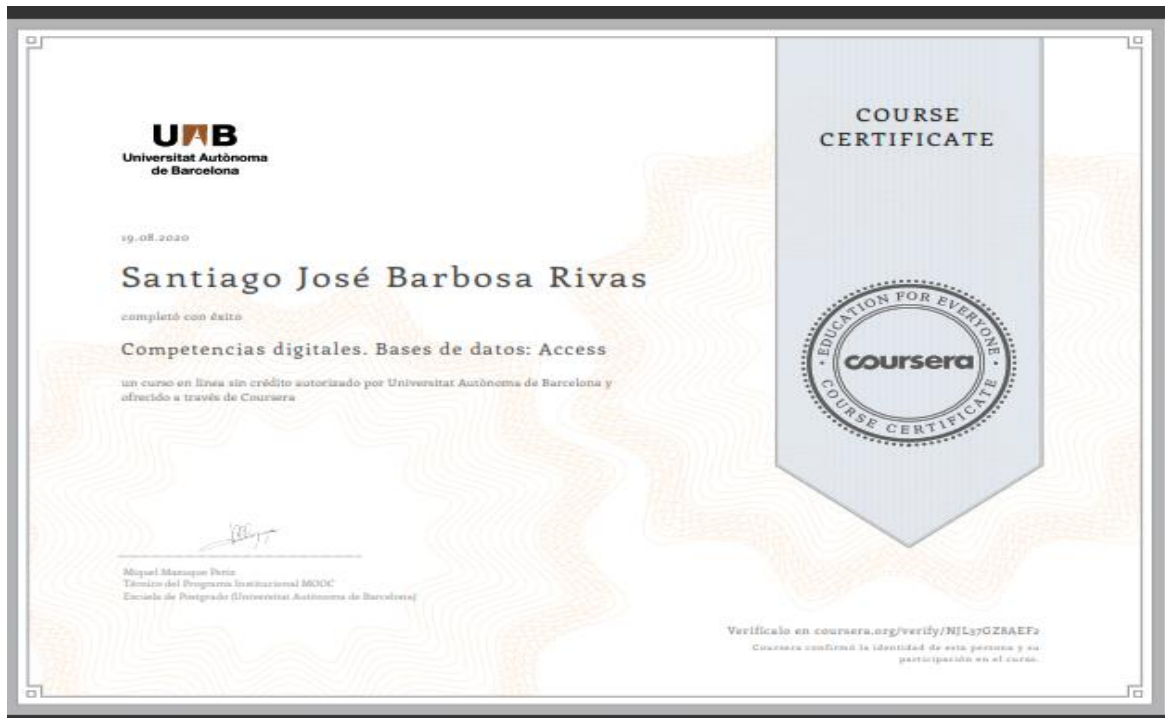 UAB
Universitat Autònoma
de Barcelona
19.08.2020
Santiago José Barbosa Rivas
completó con éxito
Competencias digitales. Bases de datos: Access
un curso en línea sin crédito autorizado por Universitat Autònoma de Barcelona y
ofrecido a través de Coursera
Miquel
Técnico del Programa Institucional MOOC
Escuela de Postgrado (Universitat Autònoma de Barcelona)
COURSE
CERTIFICATE
EDUCATION FOR EVERYONE
coursera
COURSE CERTIFICATE
Verifícalo en coursera.org/verify/NJL37GZ8AEF2
Coursera confirmó la identidad de esta persona y su
participación en el curso.